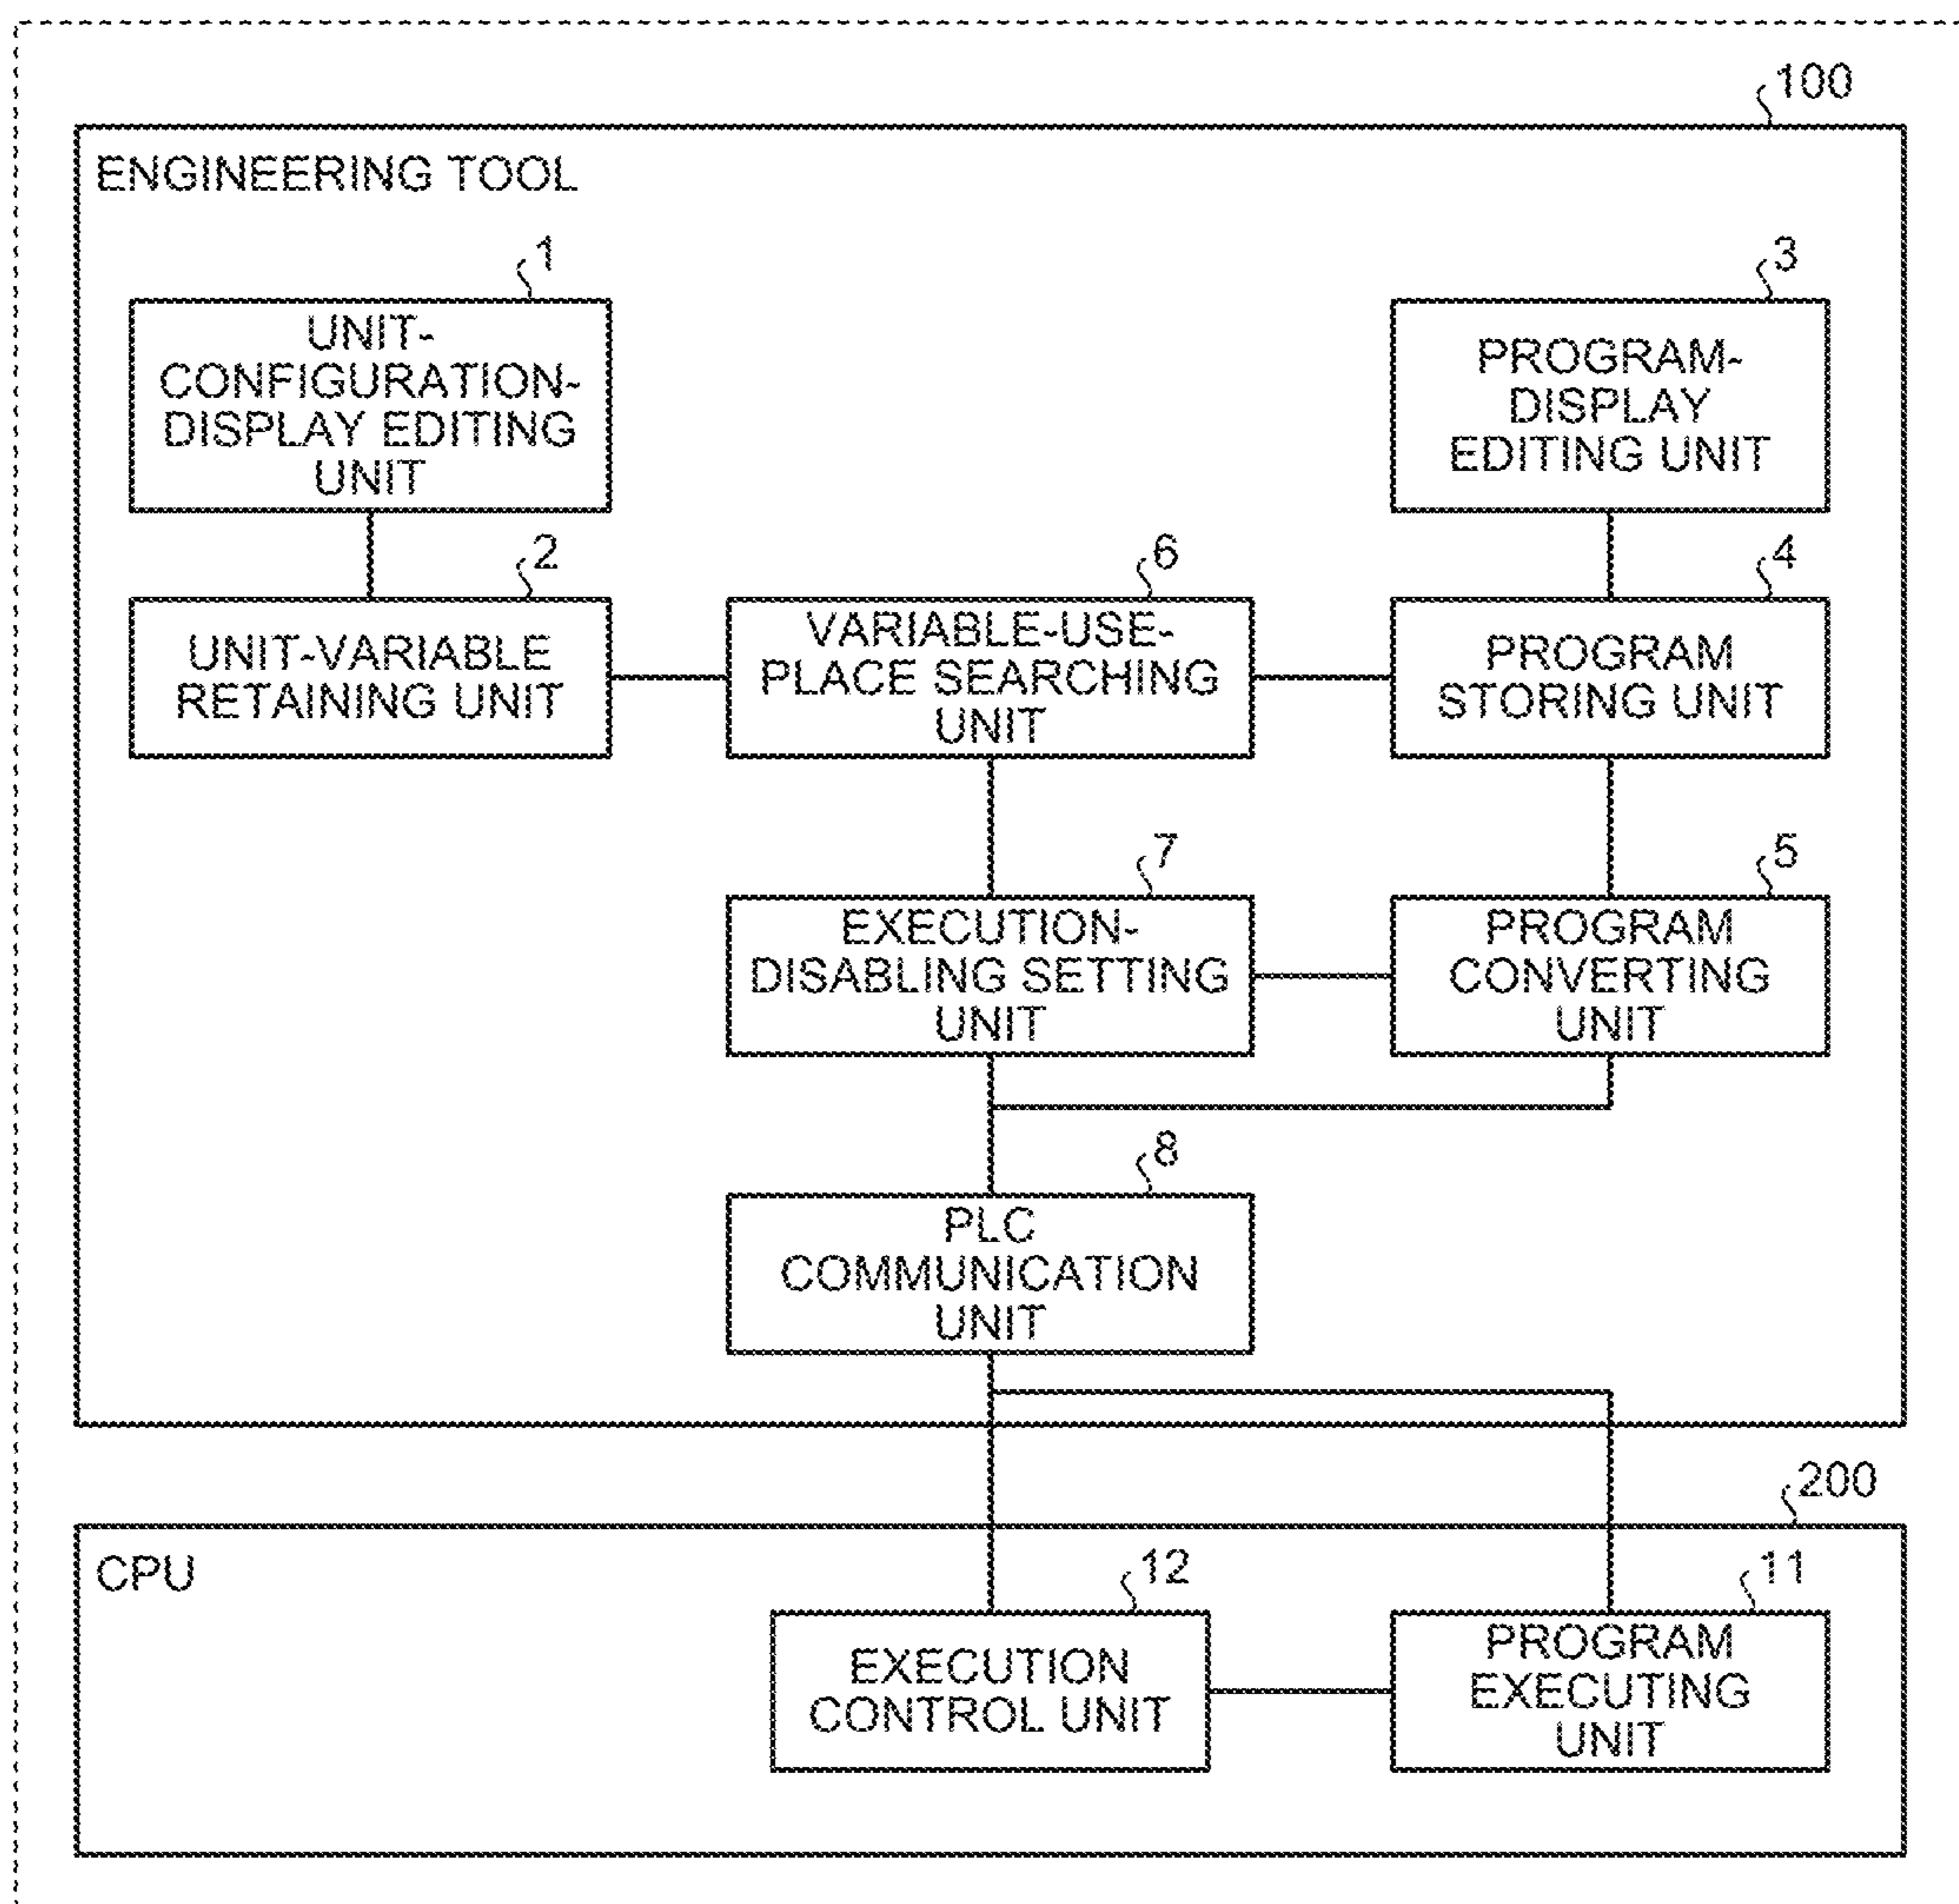 100
ENGINEERING TOOL
1
UNIT-
CONFIGURATION-
DISPLAY EDITING
UNIT
3
PROGRAM-
DISPLAY
EDITING UNIT
2
UNIT-VARIABLE
RETAINING UNIT
6
VARIABLE-USE-
PLACE SEARCHING
UNIT
4
PROGRAM
STORING UNIT
7
EXECUTION-
DISABLING SETTING
UNIT
5
PROGRAM
CONVERTING
UNIT
8
PLC
COMMUNICATION
UNIT
200
CPU
12
EXECUTION
CONTROL UNIT
11
PROGRAM
EXECUTING
UNIT